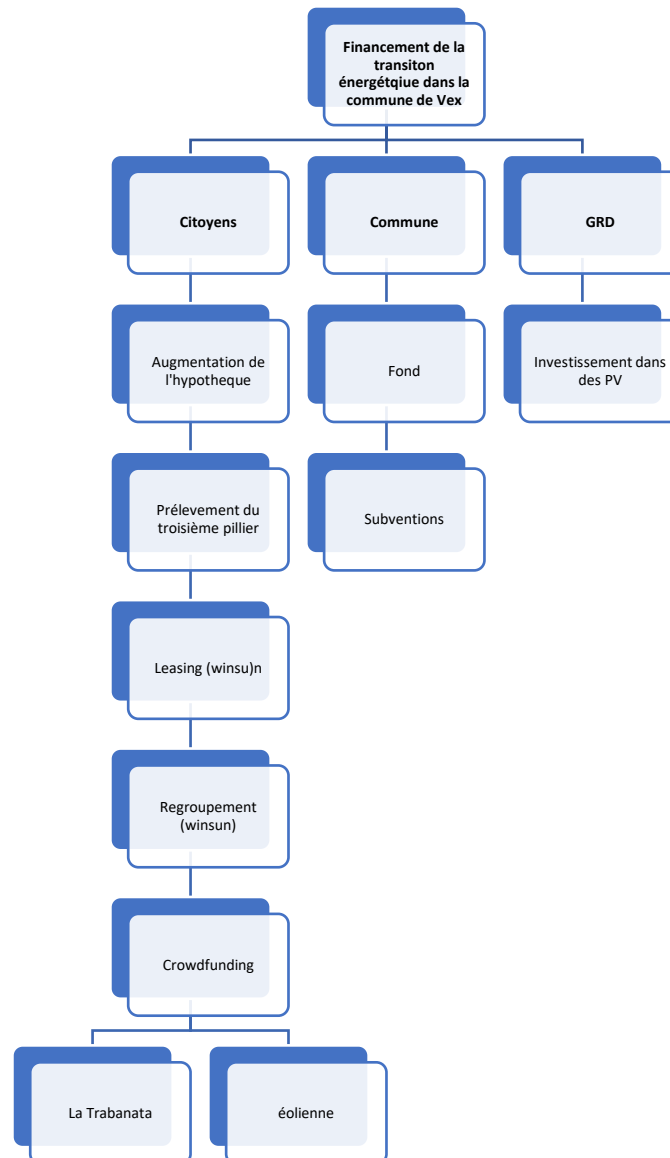 Financement de la
transiton
énergétqiue dans la
commune de Vex
Citoyens
Commune
GRD
Augmentation de
l'hypotheque
Fond
Investissement dans
des PV
Prélevement du
troisième pillier
Subventions
Leasing (winsu)n
Regroupement
(winsun)
Crowdfunding
La Trabanata
éolienne